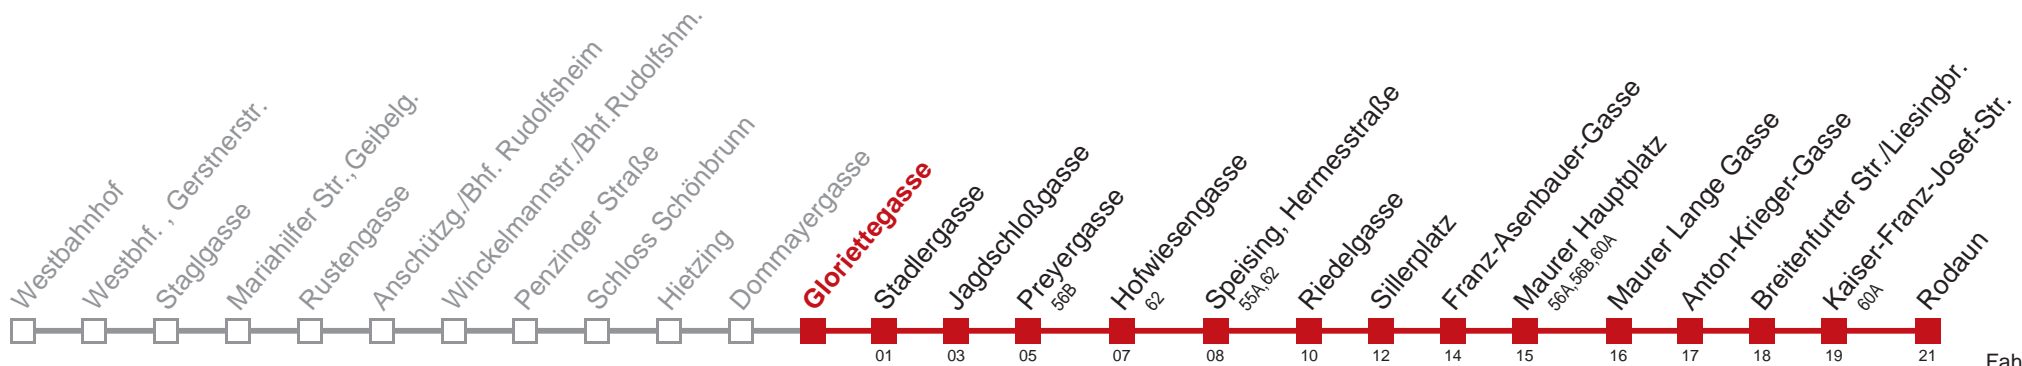 Westbahnhof
Westbhf. , Gerstnerstr.
Staglgasse
Mariahilfer Str.,Geibelg.
Rustengasse
Anschützg./Bhf. Rudolfsheim
Winckelmannstr./Bhf.Rudolfshm.
Penzinger Straße
Schloss Schönbrunn
Hietzing
Dommayergasse
Gloriettegasse
Stadlergasse
Jagdschloßgasse
Preyergasse
56B
Hofwiesengasse
62
Speising, Hermesstraße
55A,62
Riedelgasse
Sillerplatz
Franz-Asenbauer-Gasse
Maurer Hauptplatz
56A,56B,60A
Maurer Lange Gasse
Anton-Krieger-Gasse
Breitenfurter Str./Liesingbr.
Kaiser-Franz-Josef-Str.
60A
Rodaun
01 03 05 07 08 10 12 14 15 16 17 18 19 21
Fah